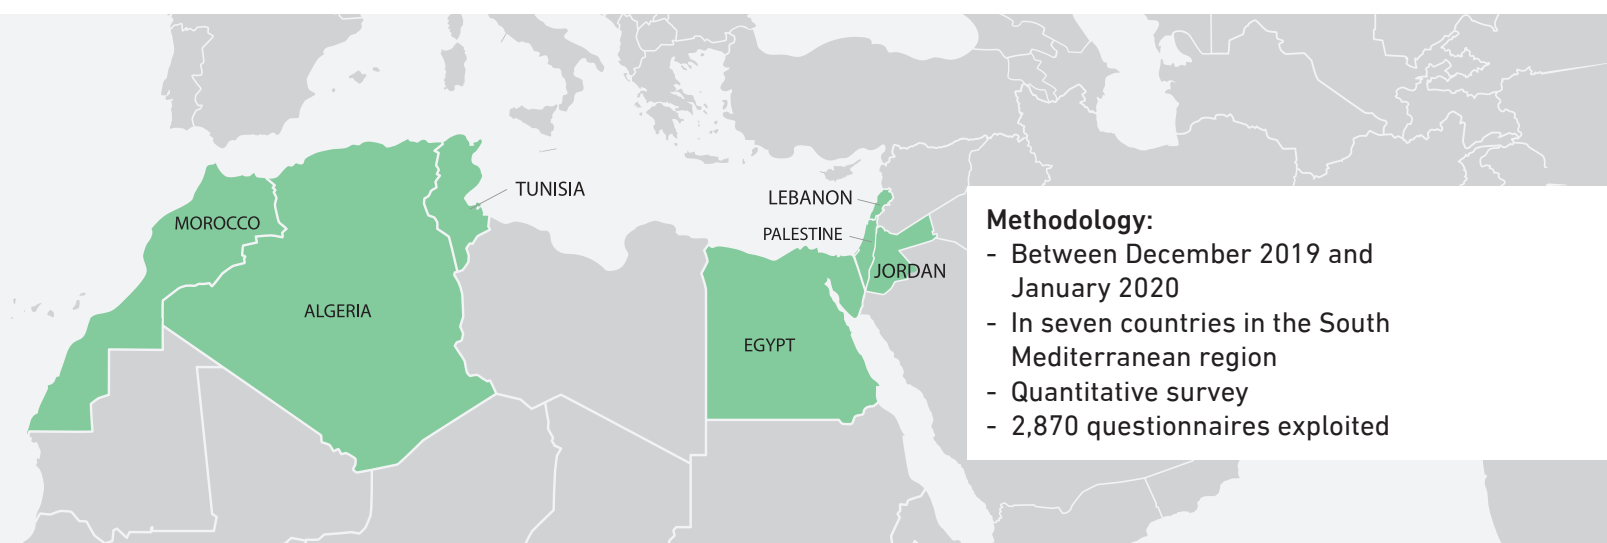 TUNISIA
LEBANON
MOROCCO
PALESTINE
JORDAN
ALGERIA
EGYPT
Methodology:
- Between December 2019 and
January 2020
- In seven countries in the South
Mediterranean region
- Quantitative survey
- 2,870 questionnaires exploited